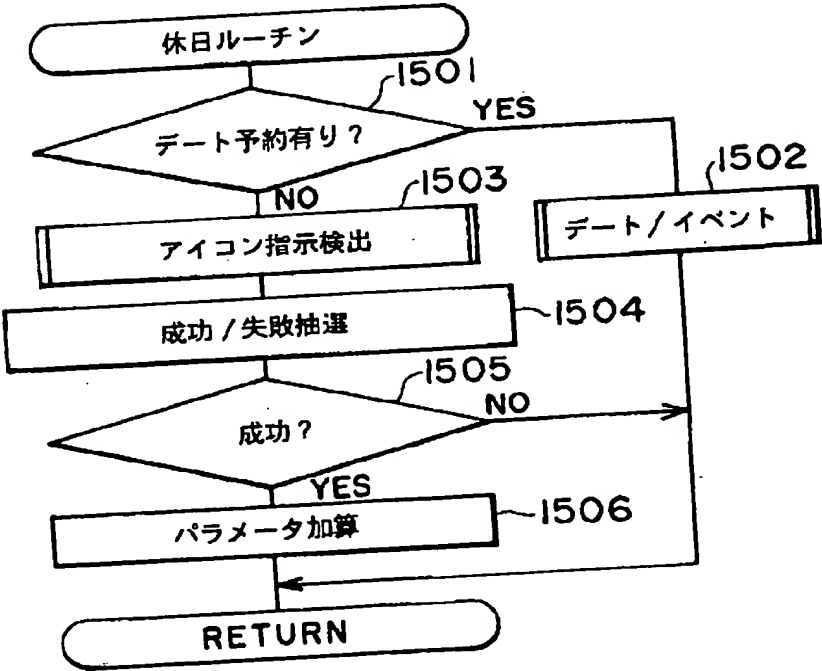 休日ルーチン
1501
デート予約有り?
YES
NO
1502
デート/イベント
1503
アイコン指示検出
成功/失敗抽選
1504
1505
成功?
NO
YES
パラメータ加算
1506
RETURN